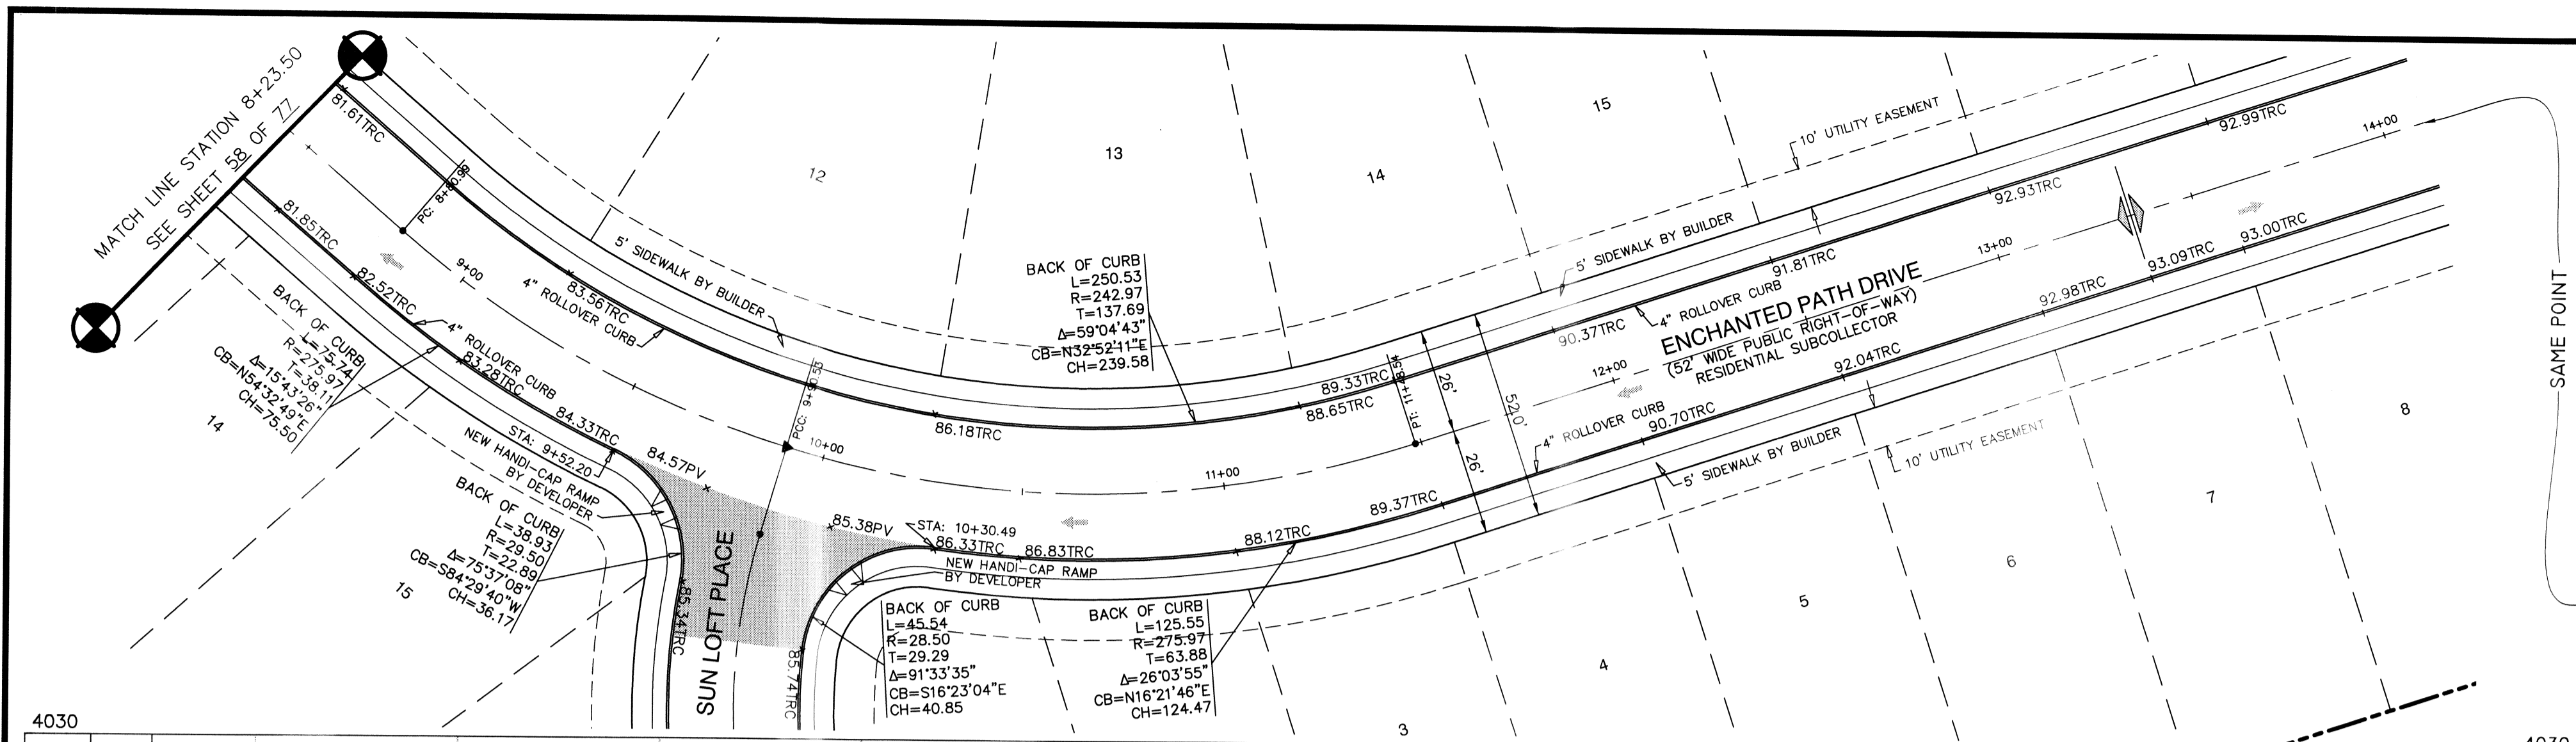 MATCH LINE STATION 8+23.50
SEE SHEET 58 OF 77
81.61TRC
PC: 8+80.99
81.85TRC
82.52TRC
9+00
83.56TRC
4" ROLLOVER CURB
5' SIDEWALK BY BUILDER
12
13
14
15
BACK OF CURB
L=250.53
R=242.97
T=137.69
Δ=59°04'43"
CB=N32°52'11"E
CH=239.58
10' UTILITY EASEMENT
5' SIDEWALK BY BUILDER
92.99TRC
14+00
92.93TRC
91.81TRC
4" ROLLOVER CURB
90.37TRC
ENCHANTED PATH DRIVE
(52' WIDE PUBLIC RIGHT-OF-WAY)
RESIDENTIAL SUBCOLLECTOR
13+00
93.00TRC
93.09TRC
92.98TRC
92.04TRC
12+00
SAME POINT
BACK OF CURB
L=75.74
R=275.97
T=38.11
Δ=15°43'26"
CB=N54°32'49"E
CH=75.50
4" ROLLOVER CURB
83.28TRC
84.33TRC
STA: 9+52.20
84.57PV
NEW HANDI-CAP RAMP
BY DEVELOPER
14
PCC: 9+90.53
10+00
86.18TRC
89.33TRC
88.65TRC
PT: 11+48.54
26'
52.0'
26'
11+00
4" ROLLOVER CURB
90.70TRC
89.37TRC
5' SIDEWALK BY BUILDER
10' UTILITY EASEMENT
8
7
6
5
4
3
BACK OF CURB
L=38.93
R=29.50
T=22.89
Δ=75°37'08"
CB=S84°29'40"W
CH=36.17
15
85.34TRC
SUN LOFT PLACE
85.38PV
STA: 10+30.49
86.33TRC
86.83TRC
88.12TRC
NEW HANDI-CAP RAMP
BY DEVELOPER
85.74TRC
BACK OF CURB
L=45.54
R=28.50
T=29.29
Δ=91°33'35"
CB=S16°23'04"E
CH=40.85
BACK OF CURB
L=125.55
R=275.97
T=63.88
Δ=26°03'55"
CB=N16°21'46"E
CH=124.47
4030